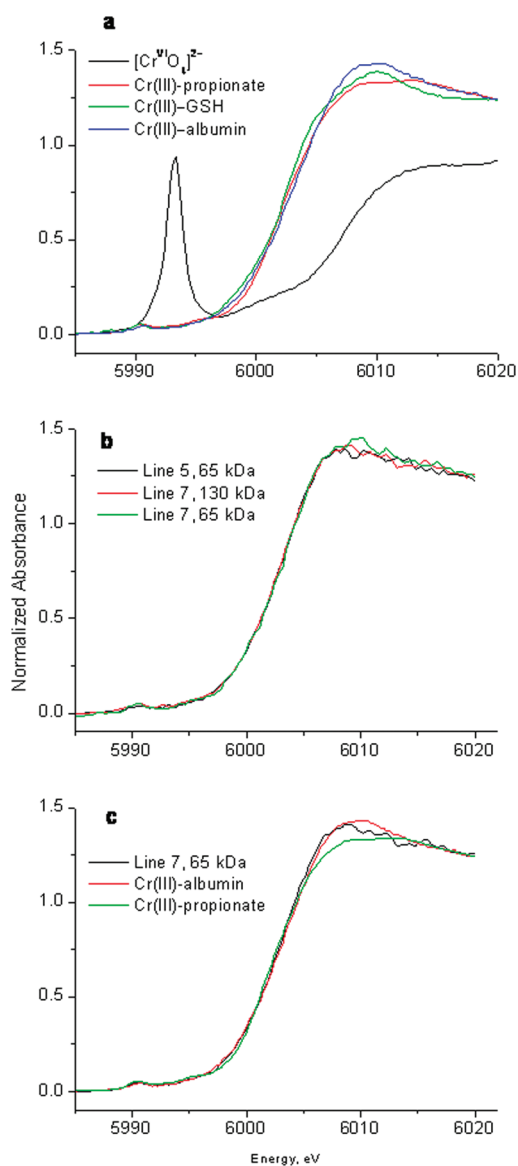 a
[CrⱽᴵO₄]²⁻
Cr(III)-propionate
Cr(III)–GSH
Cr(III)–albumin
1.5
1.0
0.5
0.0
5990 6000 6010 6020
b
Line 5, 65 kDa
Line 7, 130 kDa
Line 7, 65 kDa
1.5
1.0
0.5
0.0
5990 6000 6010 6020
Normalized Absorbance
c
Line 7, 65 kDa
Cr(III)-albumin
Cr(III)-propionate
1.5
1.0
0.5
0.0
5990 6000 6010 6020
Energy, eV